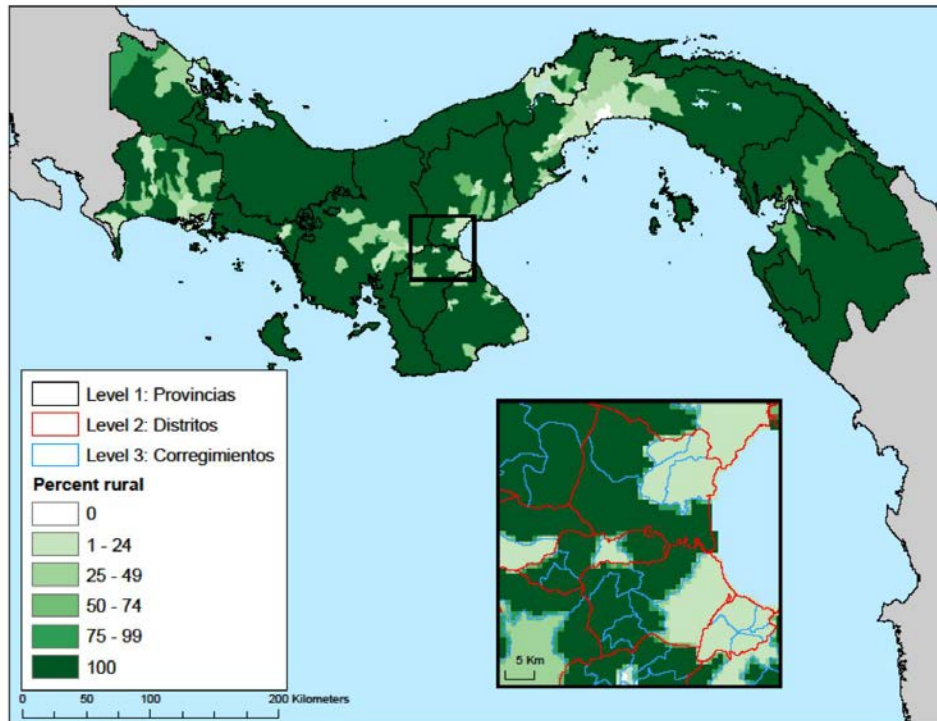 Level 1: Provincias
Level 2: Distritos
Level 3: Corregimientos
Percent rural
0
1 - 24
25 - 49
50 - 74
75 - 99
100
0 50 100 200 Kilometers
5 Km